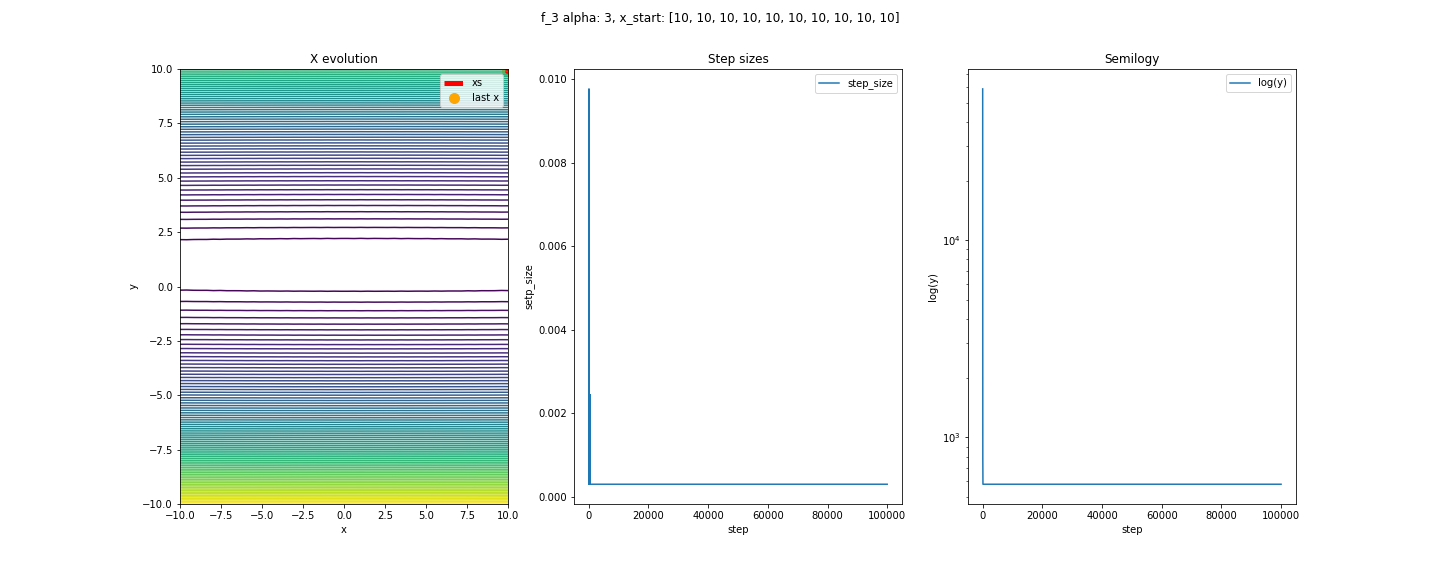 f_3 alpha: 3, x_start: [10, 10, 10, 10, 10, 10, 10, 10, 10, 10]
X evolution
10.0
7.5
5.0
2.5
0.0
−2.5
−5.0
−7.5
−10.0
y
xs
last x
−10.0 −7.5 −5.0 −2.5 0.0 2.5 5.0 7.5 10.0
x
Step sizes
0.010
0.008
0.006
0.004
0.002
0.000
setp_size
step_size
0 20000 40000 60000 80000 100000
step
Semilogy
10⁴
10³
log(y)
log(y)
0 20000 40000 60000 80000 100000
step